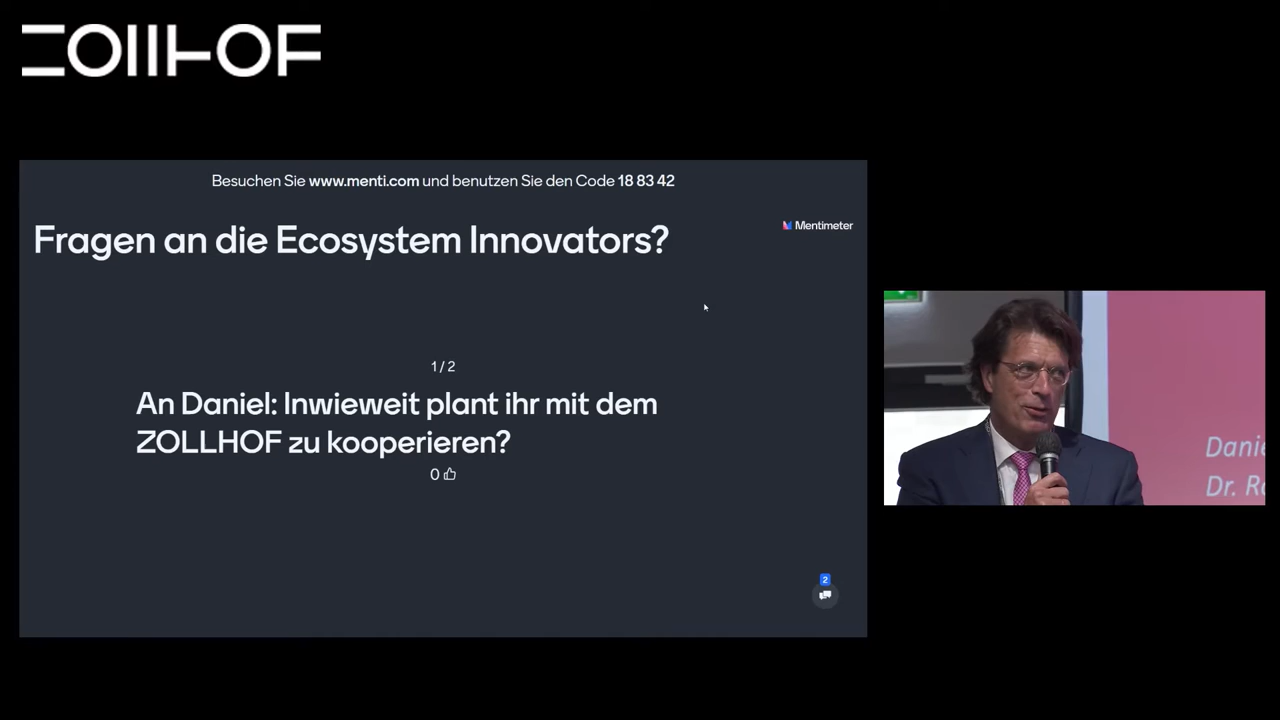 ZOLLHOF
Besuchen Sie www.menti.com und benutzen Sie den Code 18 83 42
Fragen an die Ecosystem Innovators?
Mentimeter
1 / 2
An Daniel: Inwieweit plant ihr mit dem
ZOLLHOF zu kooperieren?
0
2
Dr.